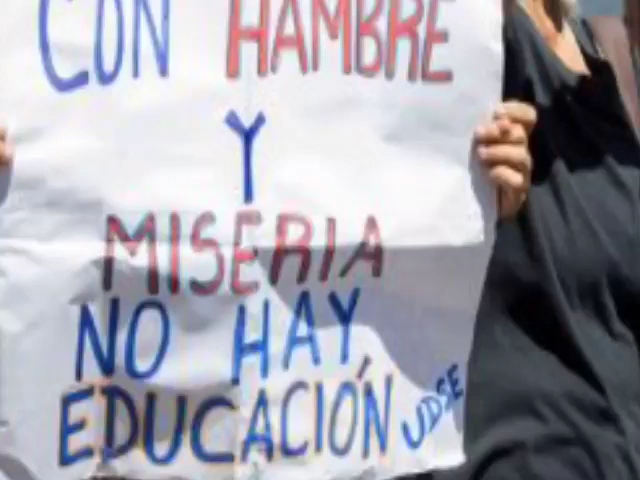 CON HAMBRE
Y
MISERIA
NO HAY
EDUCACIÓN UDSE